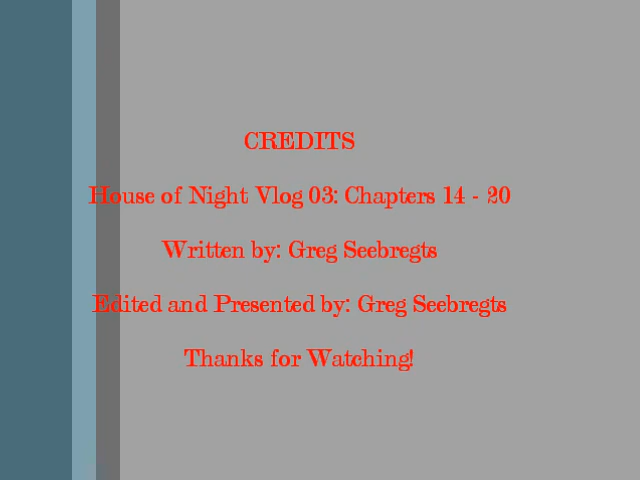 CREDITS
House of Night Vlog 03: Chapters 14 - 20
Written by: Greg Seebregts
Edited and Presented by: Greg Seebregts
Thanks for Watching!